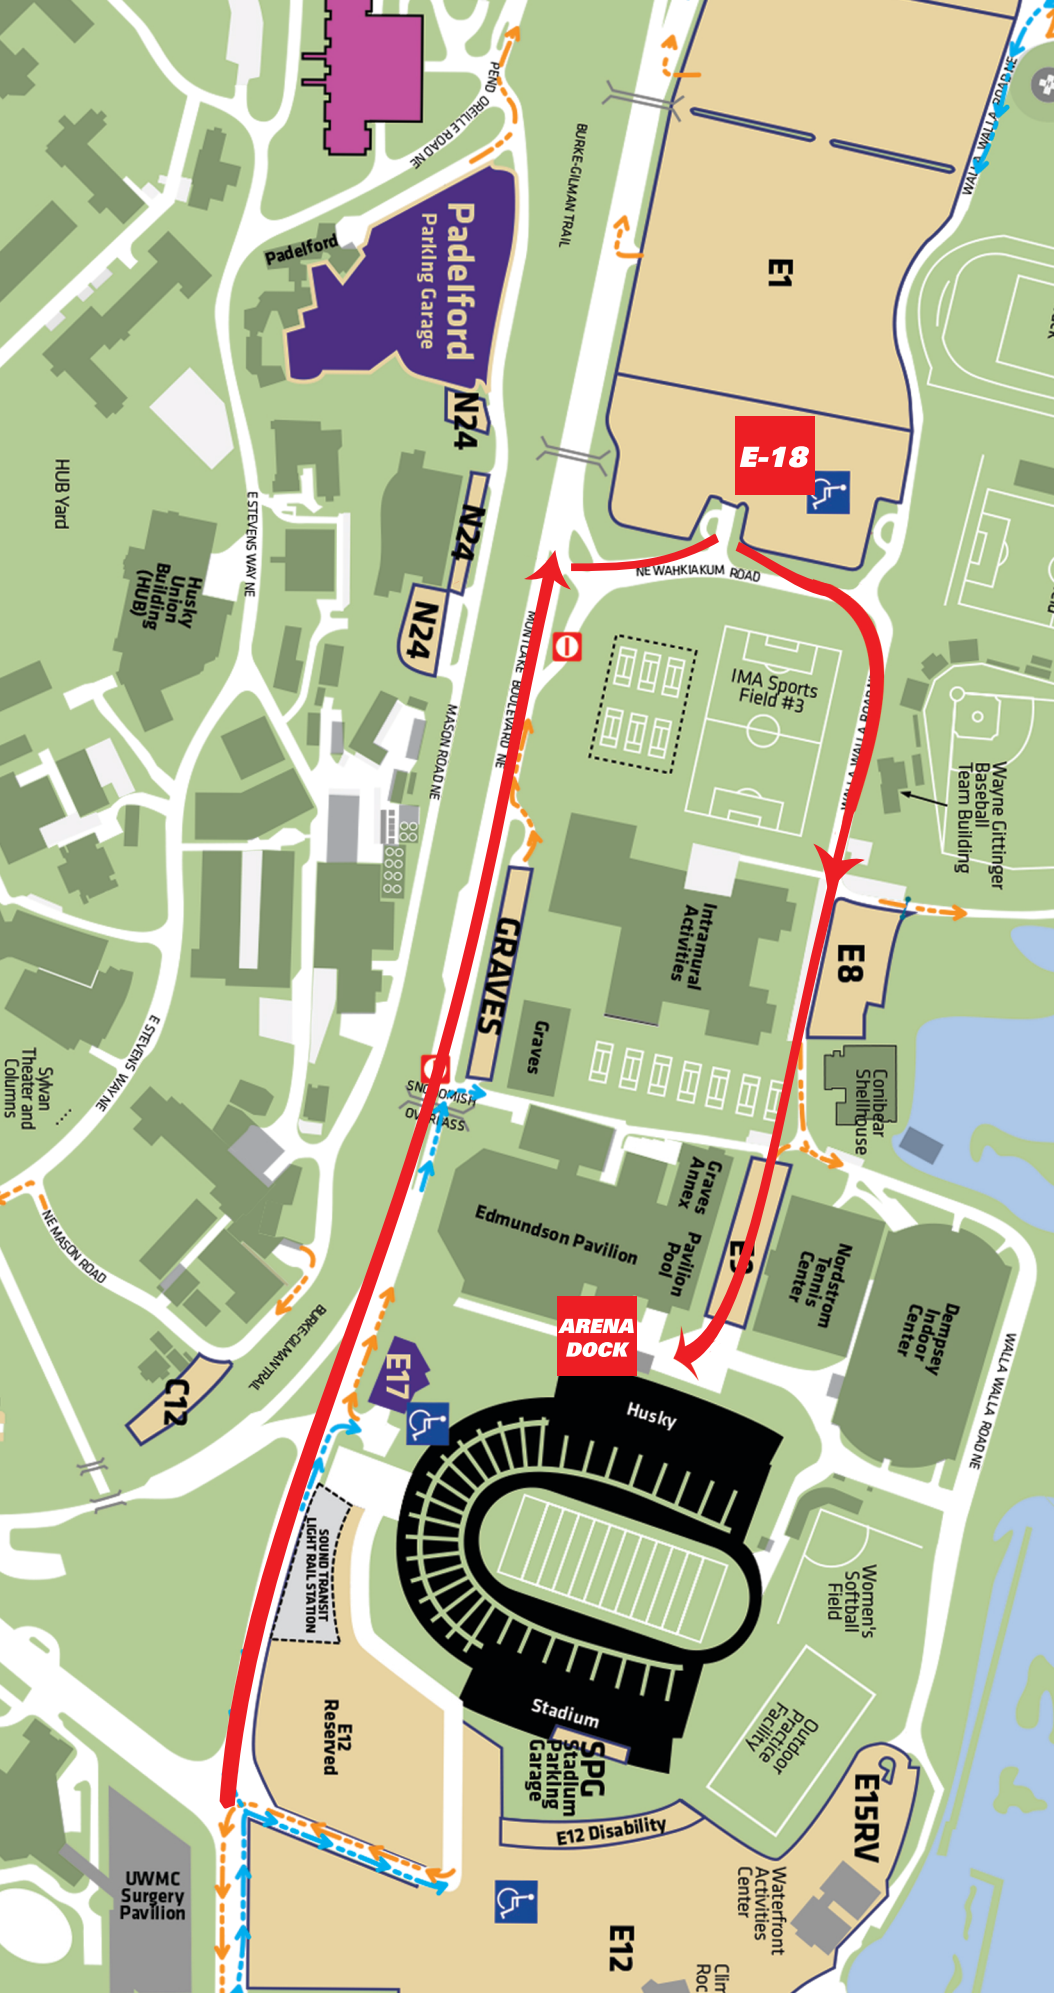 PEND OREILLE ROAD NE
BURKE-GILMAN TRAIL
WALLA WALLA ROAD NE
Padelford
Padelford
Parking Garage
E1
N24
E-18
HUB Yard
E STEVENS WAY NE
N24
Husky
Union
Building
(HUB)
N24
NE WAHKIAKUM ROAD
MONTLAKE BOULEVARD NE
IMA Sports
Field #3
WALLA WALLA ROAD
MASON ROAD NE
Wayne Gittinger
Baseball
Team Building
GRAVES
Intramural
Activities
E8
Graves
E STEVENS WAY NE
Sylvan
Theater and
Columns
SNOHOMISH
OVERPASS
Conibear
Shellhouse
Graves
Annex
Edmundson Pavilion
Pavilion
Pool
E9
Nordstrom
Tennis
Center
Dempsey
Indoor
Center
NE MASON ROAD
BURKE-GILMAN TRAIL
ARENA
DOCK
E17
C12
WALLA WALLA ROAD NE
Husky
SOUND TRANSIT
LIGHT RAIL STATION
Women's
Softball
Field
E12
Reserved
Stadium
SPG
Stadium
Parking
Garage
Outdoor
Practice
Facility
E15RV
E12 Disability
UWMC
Surgery
Pavilion
Waterfront
Activities
Center
E12
Clim
Roc